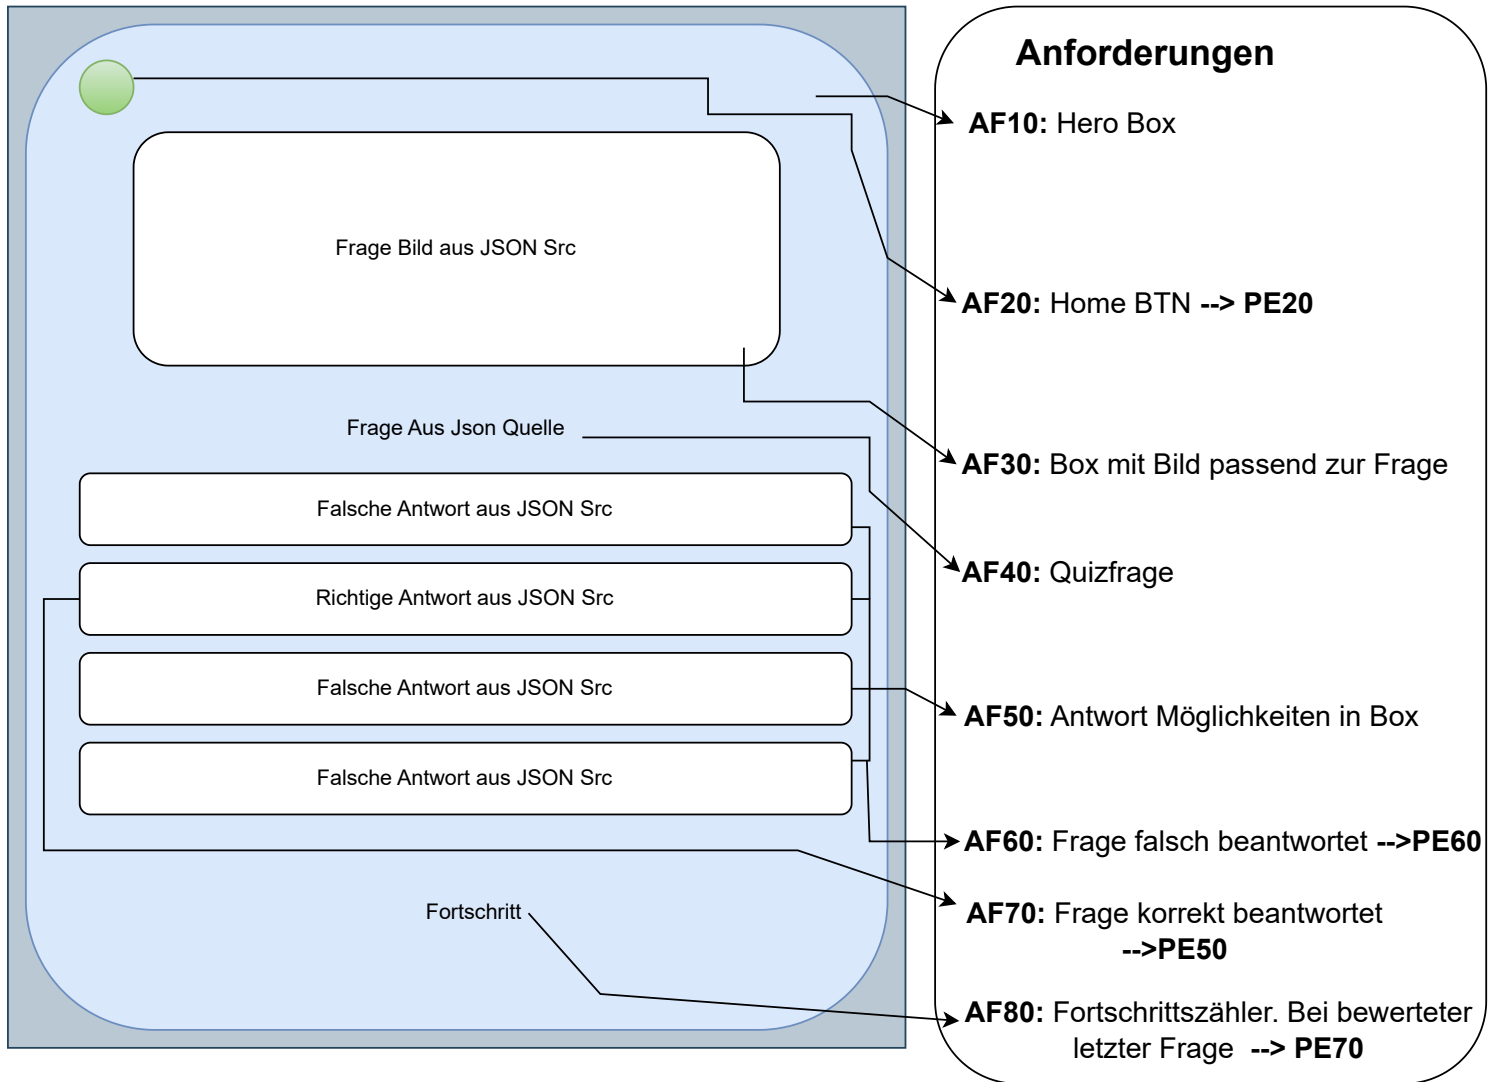 Anforderungen
AF10: Hero Box
Frage Bild aus JSON Src
AF20: Home BTN --> PE20
Frage Aus Json Quelle
AF30: Box mit Bild passend zur Frage
Falsche Antwort aus JSON Src
AF40: Quizfrage
Richtige Antwort aus JSON Src
Falsche Antwort aus JSON Src
AF50: Antwort Möglichkeiten in Box
Falsche Antwort aus JSON Src
AF60: Frage falsch beantwortet -->PE60
Fortschritt
AF70: Frage korrekt beantwortet
-->PE50
AF80: Fortschrittszähler. Bei bewerteter
letzter Frage --> PE70